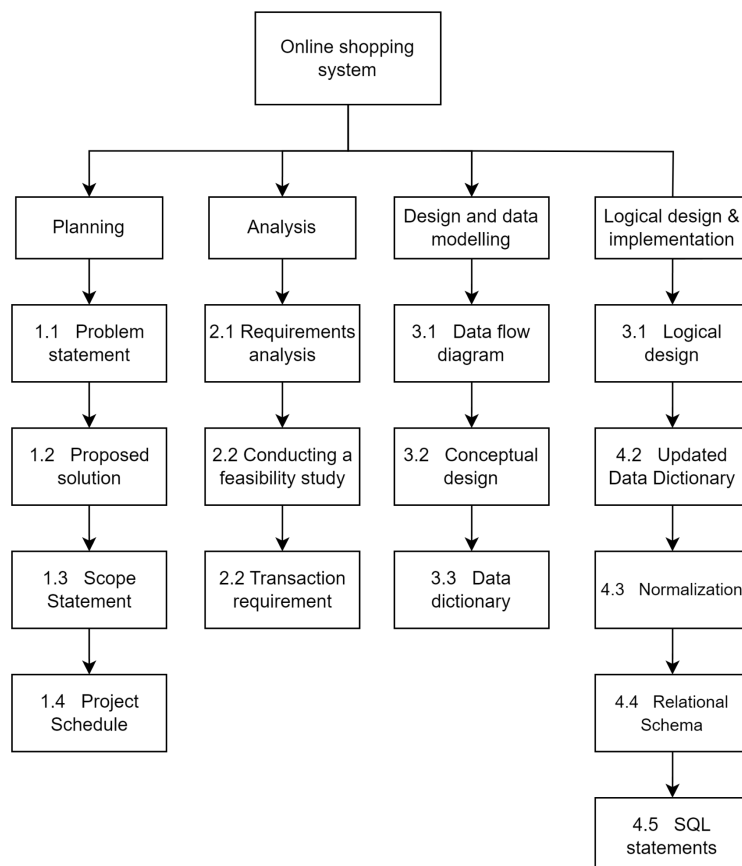 Online shopping
system
Planning
Analysis
Design and data
modelling
Logical design &
implementation
1.1 Problem
statement
2.1 Requirements
analysis
3.1 Data flow
diagram
3.1 Logical
design
1.2 Proposed
solution
2.2 Conducting a
feasibility study
3.2 Conceptual
design
4.2 Updated
Data Dictionary
1.3 Scope
Statement
2.2 Transaction
requirement
3.3 Data
dictionary
4.3 Normalization
1.4 Project
Schedule
4.4 Relational
Schema
4.5 SQL
statements